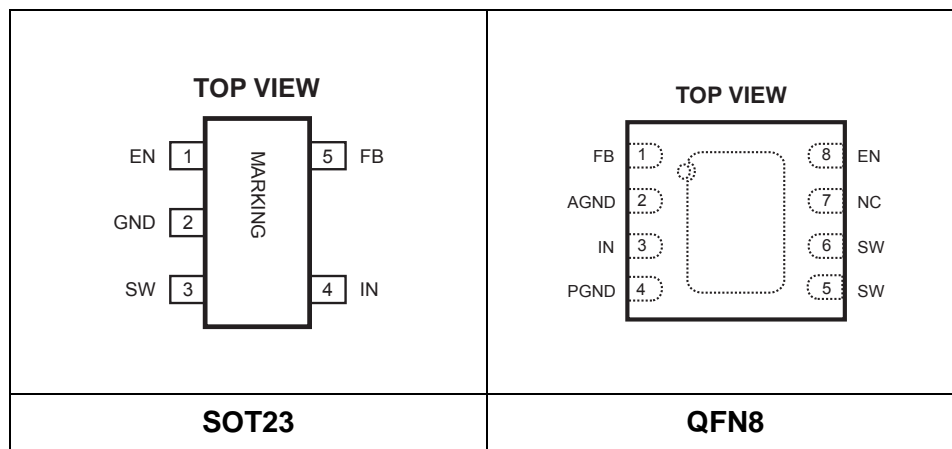 TOP VIEW
EN 1 5 FB
MARKING
GND 2
SW 3 4 IN
SOT23
TOP VIEW
FB 1 8 EN
AGND 2 7 NC
IN 3 6 SW
PGND 4 5 SW
QFN8